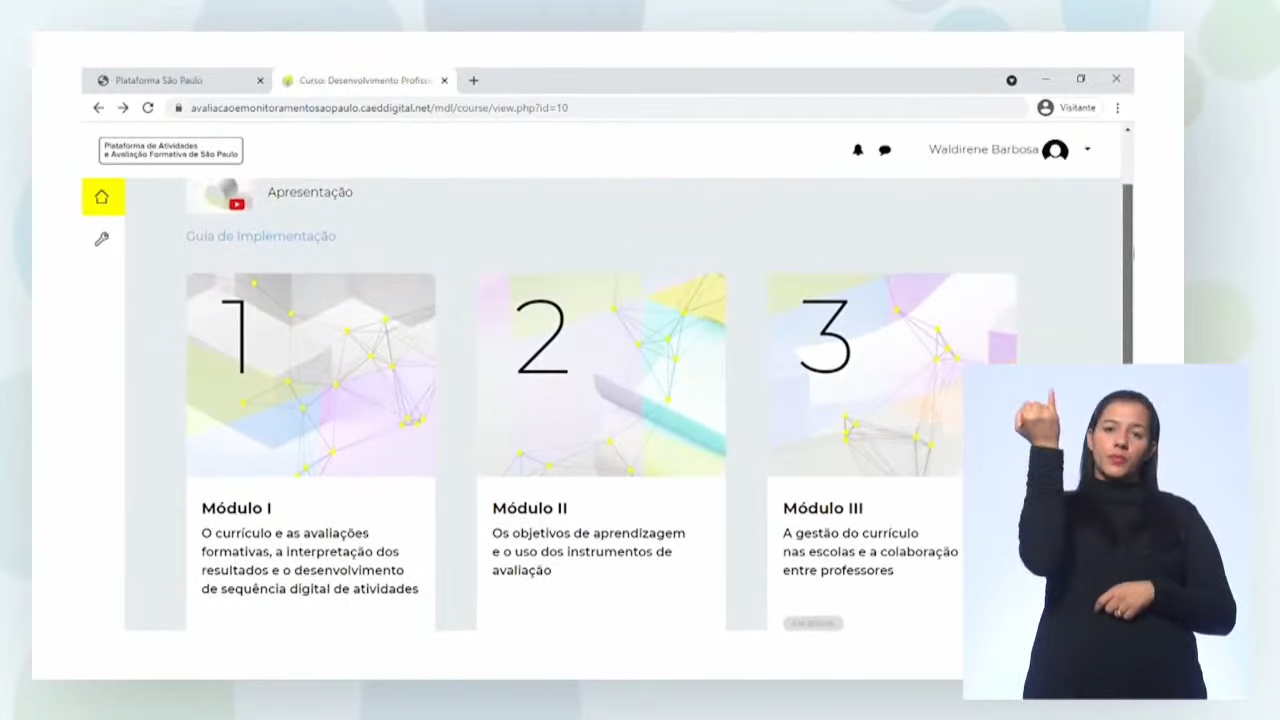 Plataforma São Paulo
Curso: Desenvolvimento Profiss
avaliacaoemonitoramentosaopaulo.caeddigital.net/mdl/course/view.php?id=10
Visitante
Plataforma de Atividades
e Avaliação Formativa de São Paulo
Waldirene Barbosa
Apresentação
Guia de Implementação
1
2
3
Módulo I
O currículo e as avaliações
formativas, a interpretação dos
resultados e o desenvolvimento
de sequência digital de atividades
Módulo II
Os objetivos de aprendizagem
e o uso dos instrumentos de
avaliação
Módulo III
A gestão do currículo
nas escolas e a colaboração
entre professores